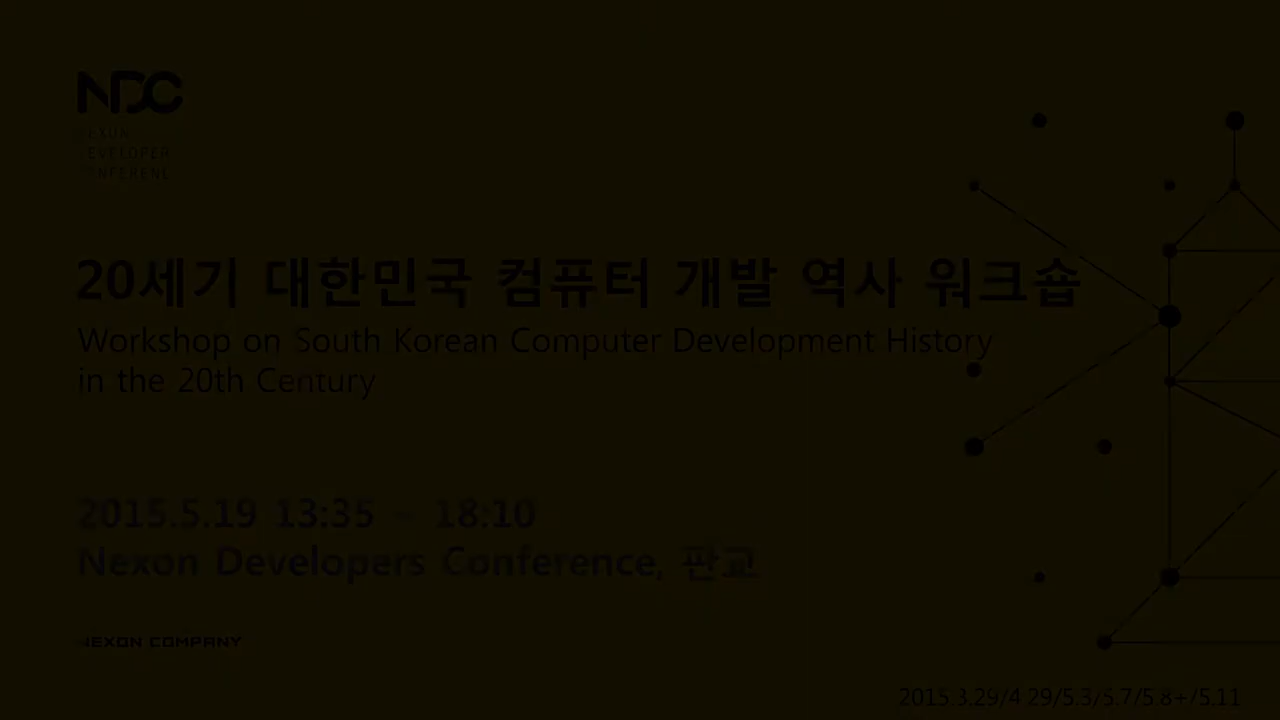 NDC
NEXON
DEVELOPER
CONFERENC
20세기 대한민국 컴퓨터 개발 역사 워크숍
Workshop on South Korean Computer Development History
in the 20th Century
2015.5.19 13:35 – 18:10
Nexon Developers Conference, 판교
NEXON COMPANY
2015.3.29/4.29/5.3/5.7/5.8+/5.11